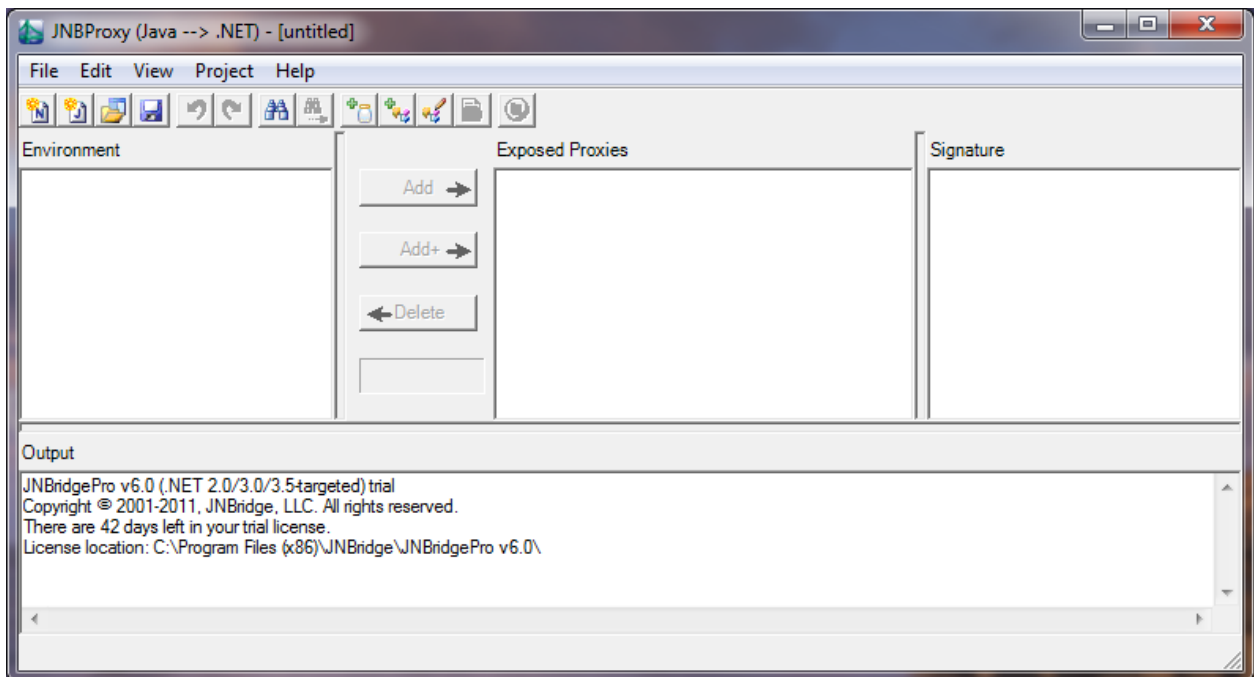 JNBProxy (Java --> .NET) - [untitled]
File Edit View Project Help
N J
Environment
Exposed Proxies
Signature
Add
Add+
Delete
Output
JNBridgePro v6.0 (.NET 2.0/3.0/3.5-targeted) trial
Copyright © 2001-2011, JNBridge, LLC. All rights reserved.
There are 42 days left in your trial license.
License location: C:\Program Files (x86)\JNBridge\JNBridgePro v6.0\